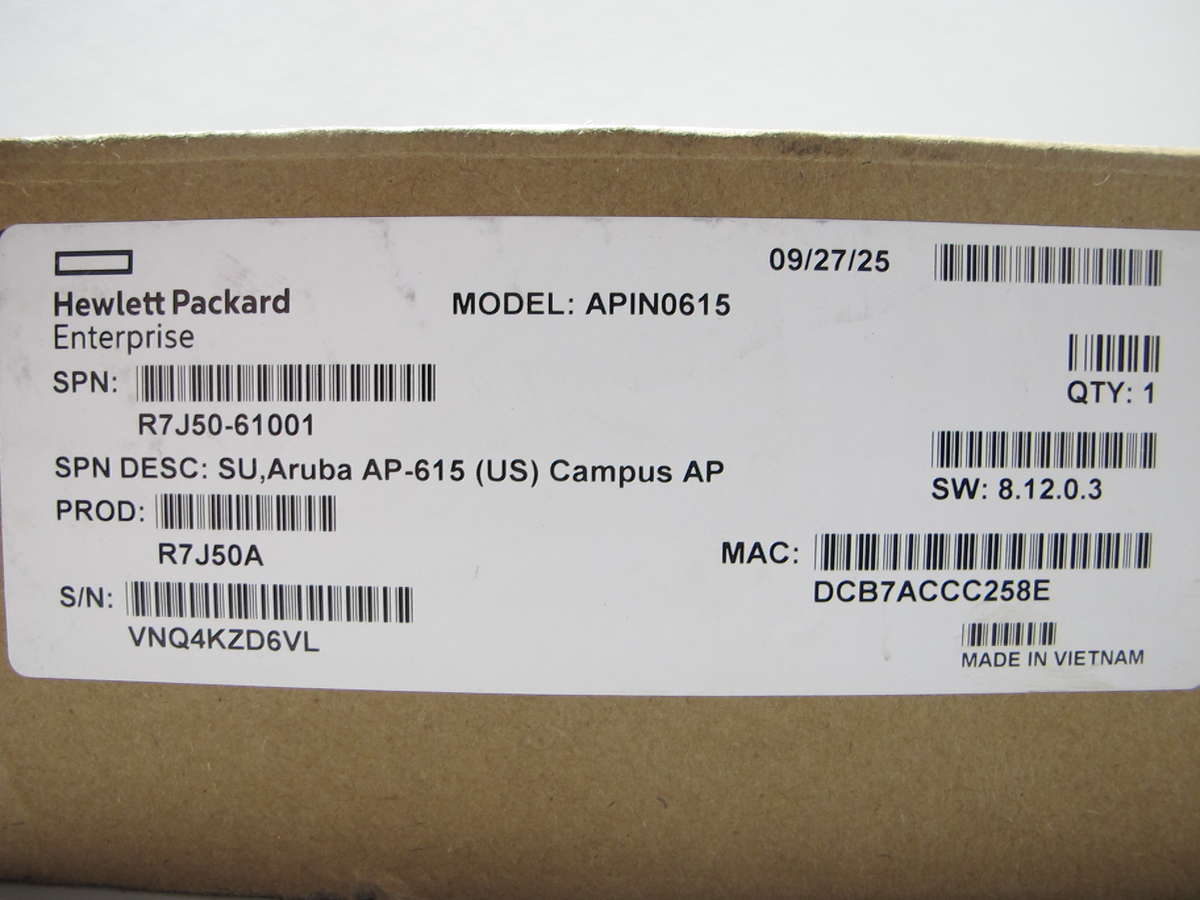 09/27/25
Hewlett Packard
Enterprise
MODEL: APIN0615
SPN:
R7J50-61001
QTY: 1
SPN DESC: SU,Aruba AP-615 (US) Campus AP
SW: 8.12.0.3
PROD:
R7J50A
MAC:
DCB7ACCC258E
S/N:
VNQ4KZD6VL
MADE IN VIETNAM